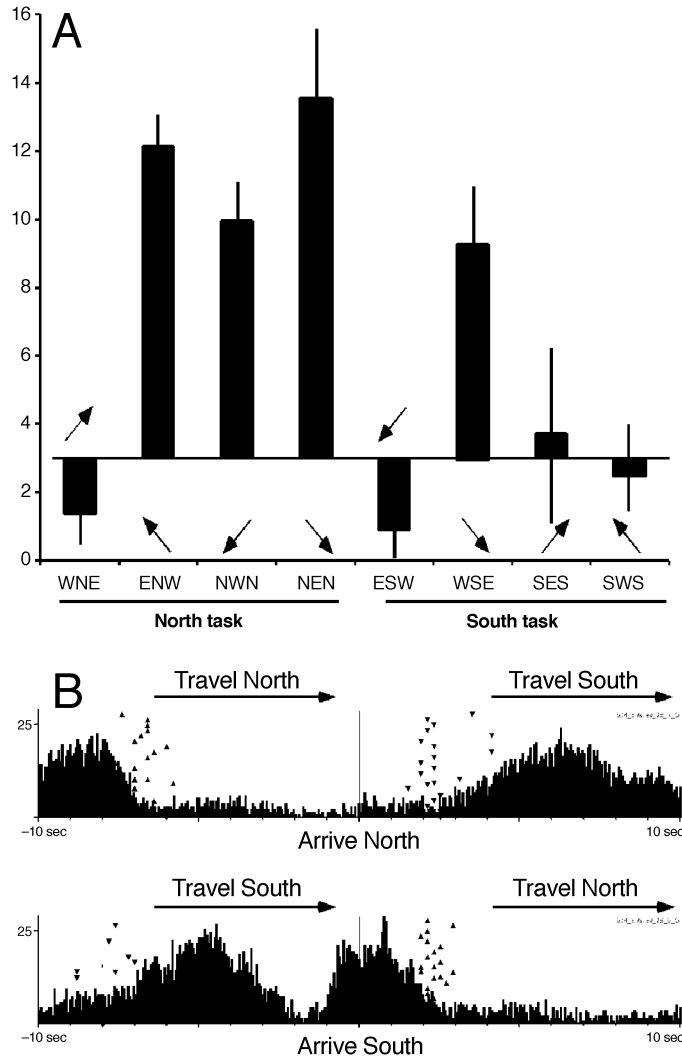 A
16
14
12
10
8
6
4
2
0
WNE ENW NWN NEN ESW WSE SES SWS
North task South task
B
Travel North Travel South
25
–10 sec 10 sec
Arrive North
Travel South Travel North
25
–10 sec 10 sec
Arrive South